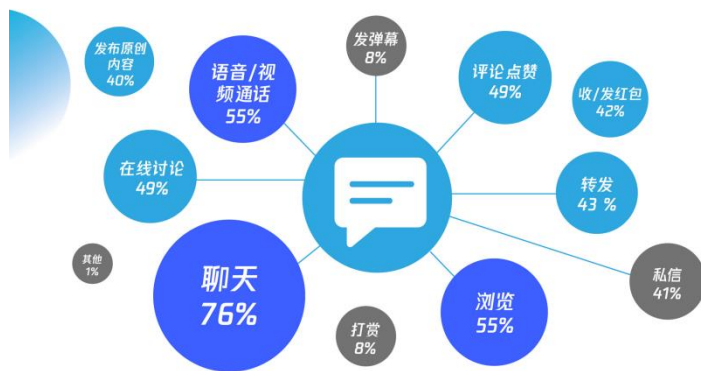 发布原创
内容
40%
语音/视
频通话
55%
发弹幕
8%
评论点赞
49%
收/发红包
42%
在线讨论
49%
转发
43 %
其他
1%
聊天
76%
打赏
8%
浏览
55%
私信
41%